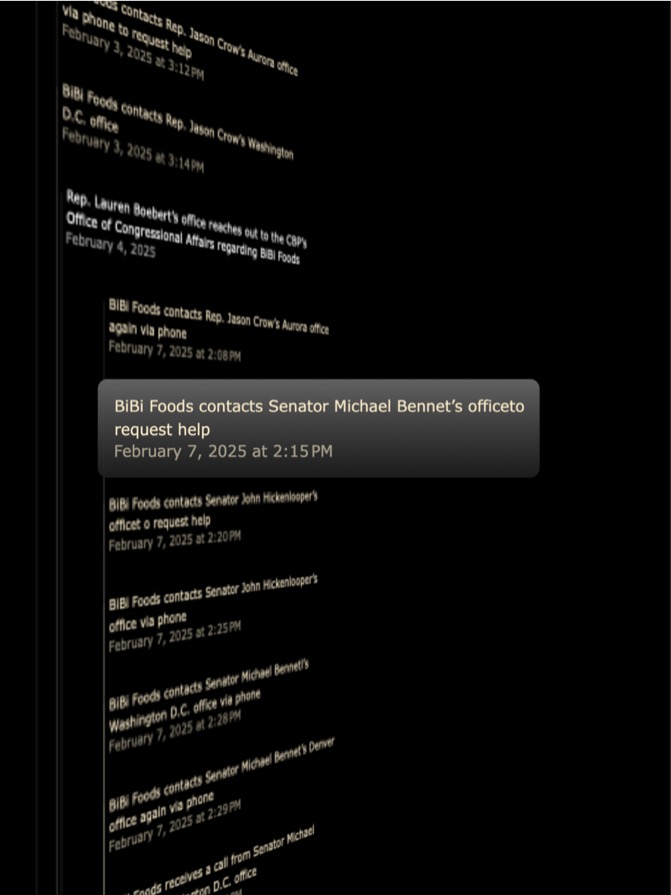 ods contacts Rep. Jason Crow's Aurora office
via phone to request help
February 3, 2025 at 3:12PM
BiBi Foods contacts Rep. Jason Crow's Washington
D.C. office
February 3, 2025 at 3:14PM
Rep. Lauren Boebert's office reaches out to the CBP's
Office of Congressional Affairs regarding BiBi Foods
February 4, 2025
BiBi Foods contacts Rep. Jason Crow's Aurora office
again via phone
February 7, 2025 at 2:08PM
BiBi Foods contacts Senator Michael Bennet’s officeto
request help
February 7, 2025 at 2:15PM
BiBi Foods contacts Senator John Hickenlooper's
officet o request help
February 7, 2025 at 2:20PM
BiBi Foods contacts Senator John Hickenlooper's
office via phone
February 7, 2025 at 2:25PM
BiBi Foods contacts Senator Michael Bennett's
Washington D.C. office via phone
February 7, 2025 at 2:28PM
BiBi Foods contacts Senator Michael Bennet's Denver
office again via phone
February 7, 2025 at 2:29PM
Foods receives a call from Senator Michael
D.C. office